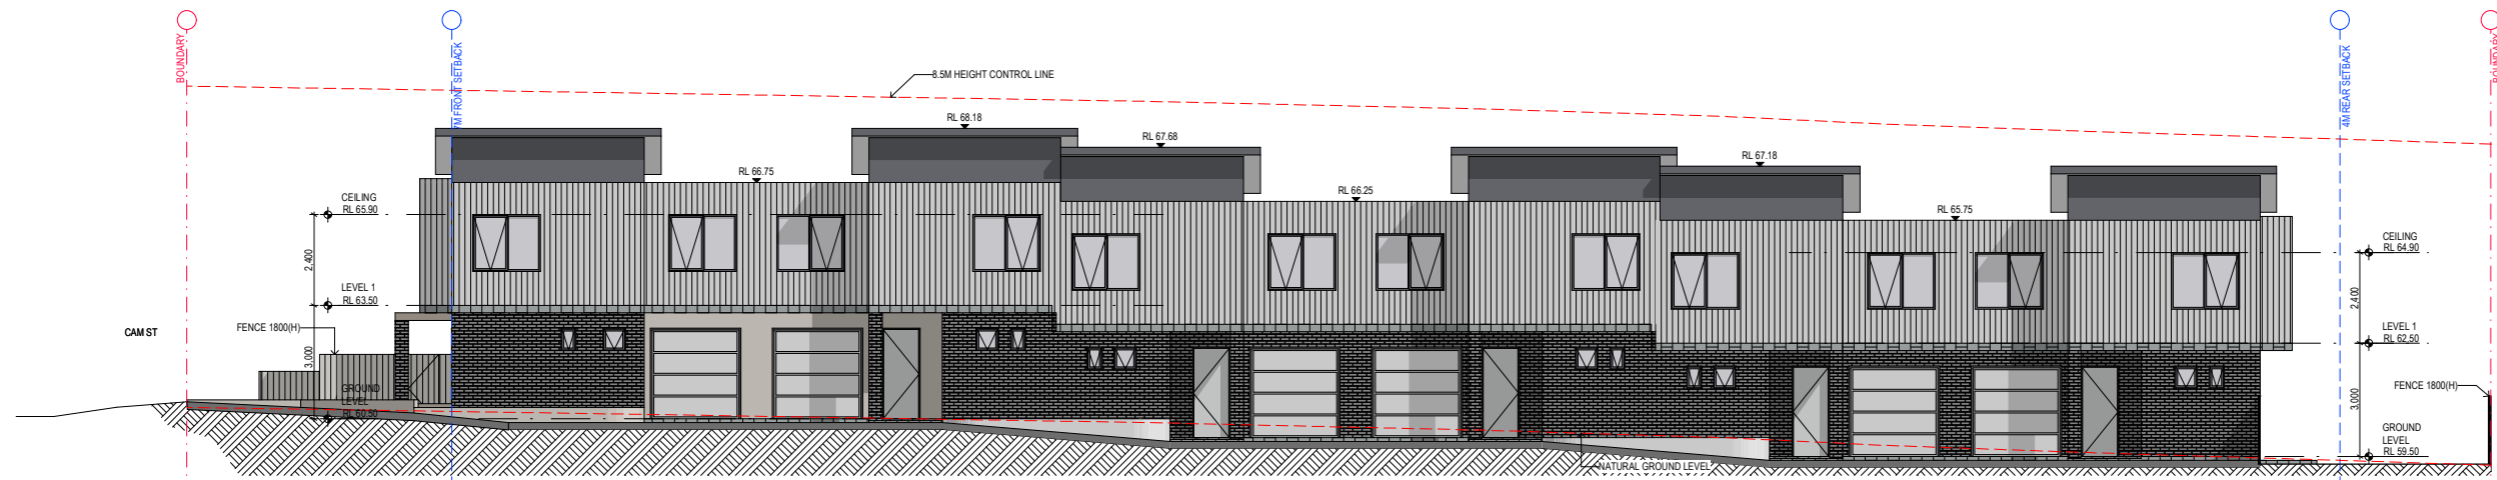 BOUNDARY
7M FRONT SETBACK
8.5M HEIGHT CONTROL LINE
4M REAR SETBACK
BOUNDARY
RL 68.18
RL 67.68
RL 67.18
RL 66.75
RL 66.25
RL 65.75
CEILING
RL 65.90
2,400
LEVEL 1
RL 63.50
CAM ST
FENCE 1800(H)
3,000
GROUND
LEVEL
RL 60.50
CEILING
RL 64.90
2,400
LEVEL 1
RL 62.50
FENCE 1800(H)
3,000
GROUND
LEVEL
RL 59.50
NATURAL GROUND LEVEL